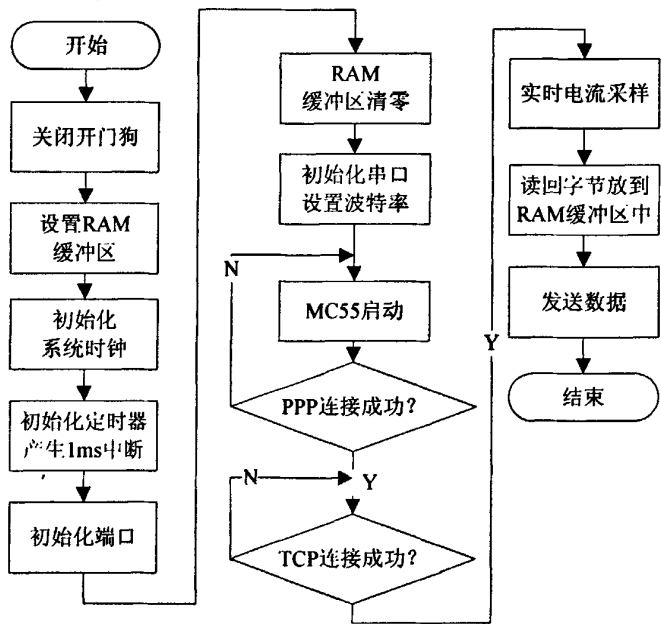 开始
关闭开门狗
设置RAM
缓冲区
初始化
系统时钟
初始化定时器
产生1ms中断
初始化端口
RAM
缓冲区清零
初始化串口
设置波特率
N
MC55启动
PPP连接成功?
N
Y
TCP连接成功?
Y
实时电流采样
读回字节放到
RAM缓冲区中
发送数据
结束